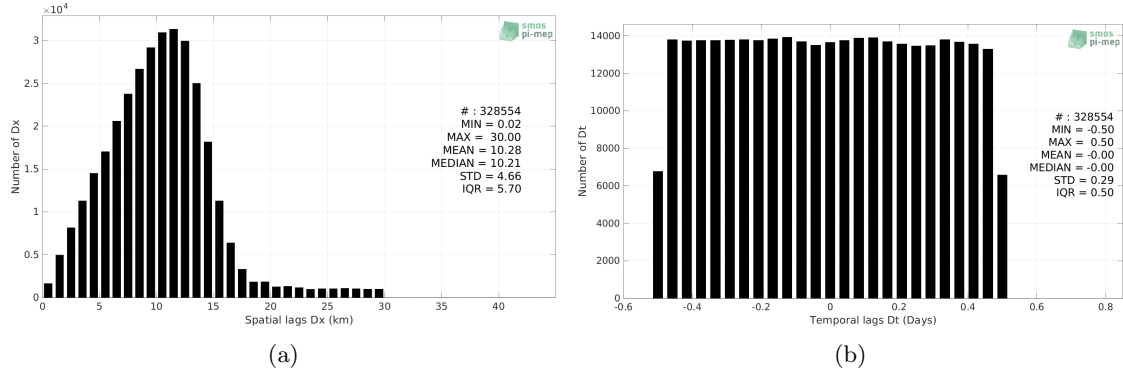 ×10⁴
3
2.5
2
1.5
1
0.5
0
0 5 10 15 20 25 30 35 40
Number of Dx
Spatial lags Dx (km)
smos
pi-mep
# : 328554
MIN = 0.02
MAX = 30.00
MEAN = 10.28
MEDIAN = 10.21
STD = 4.66
IQR = 5.70
(a)
14000
12000
10000
8000
6000
4000
2000
0
-0.6 -0.4 -0.2 0 0.2 0.4 0.6 0.8
Number of Dt
Temporal lags Dt (Days)
smos
pi-mep
# : 328554
MIN = -0.50
MAX = 0.50
MEAN = -0.00
MEDIAN = -0.00
STD = 0.29
IQR = 0.50
(b)